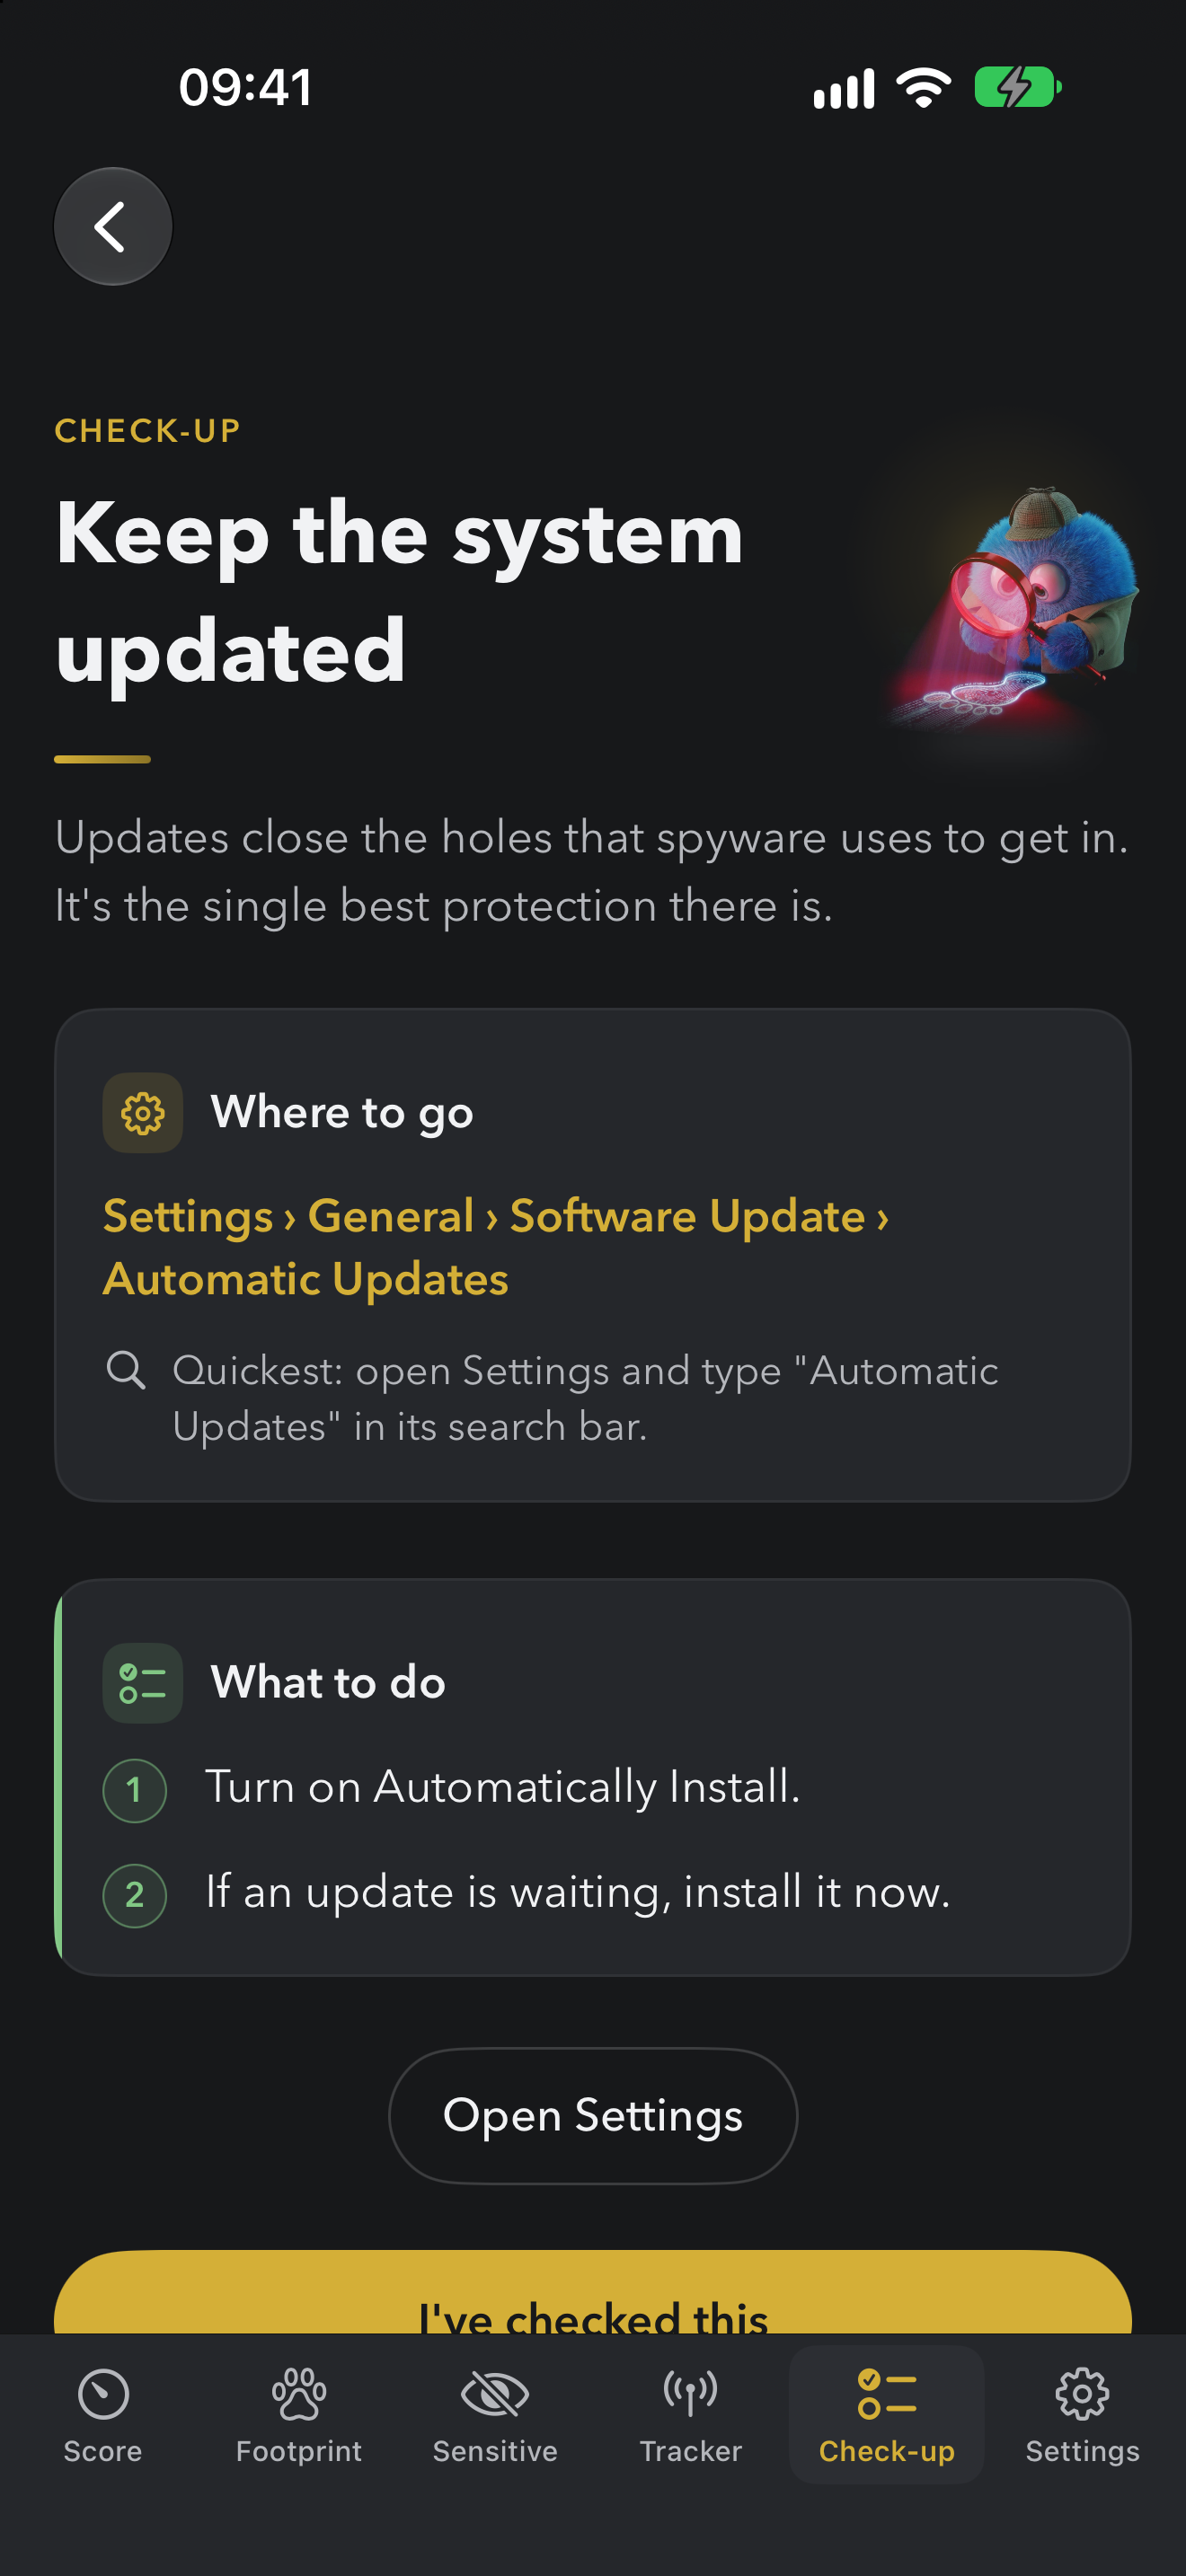 09:41
CHECK-UP
Keep the system
updated
Updates close the holes that spyware uses to get in.
It's the single best protection there is.
Where to go
Settings › General › Software Update ›
Automatic Updates
Quickest: open Settings and type "Automatic
Updates" in its search bar.
What to do
1 Turn on Automatically Install.
2 If an update is waiting, install it now.
Open Settings
I've checked this
Score Footprint Sensitive Tracker Check-up Settings